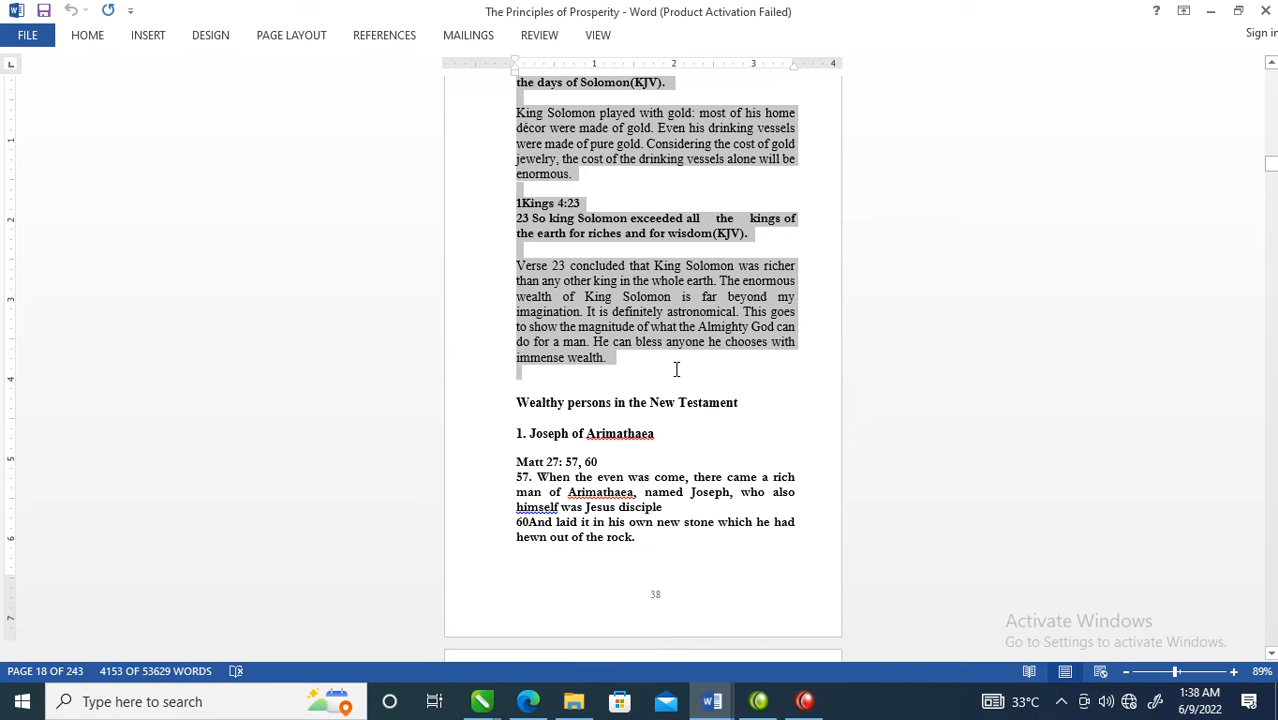 The Principles of Prosperity - Word (Product Activation Failed)
?
FILE HOME INSERT DESIGN PAGE LAYOUT REFERENCES MAILINGS REVIEW VIEW Sign in
1 2 3 4
the days of Solomon(KJV).
King Solomon played with gold: most of his home
décor were made of gold. Even his drinking vessels
were made of pure gold. Considering the cost of gold
jewelry, the cost of the drinking vessels alone will be
enormous.
1Kings 4:23
23 So king Solomon exceeded all the kings of
the earth for riches and for wisdom(KJV).
Verse 23 concluded that King Solomon was richer
than any other king in the whole earth. The enormous
wealth of King Solomon is far beyond my
imagination. It is definitely astronomical. This goes
to show the magnitude of what the Almighty God can
do for a man. He can bless anyone he chooses with
immense wealth.
Wealthy persons in the New Testament
1. Joseph of Arimathaea
Matt 27: 57, 60
57. When the even was come, there came a rich
man of Arimathaea, named Joseph, who also
himself was Jesus disciple
60And laid it in his own new stone which he had
hewn out of the rock.
38
1
2
3
4
5
6
7
Activate Windows
Go to Settings to activate Windows.
PAGE 18 OF 243 4153 OF 53629 WORDS 89%
Type here to search
33°C
1:38 AM
6/9/2022